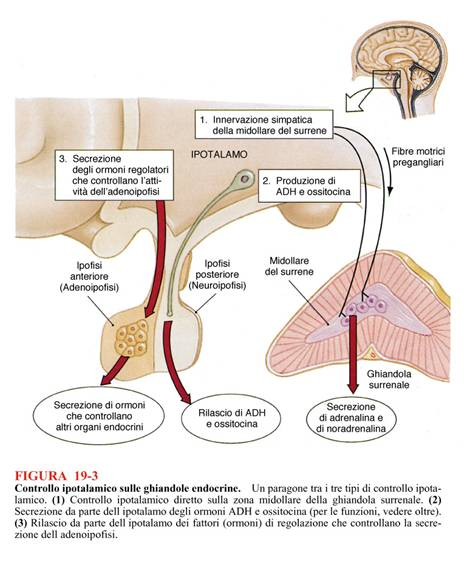 1. Innervazione simpatica
della midollare del surrene
3. Secrezione
degli ormoni regolatori
che controllano l'atti-
vità dell'adenoipofisi
IPOTALAMO
2. Produzione di
ADH e ossitocina
Fibre motrici
pregangliari
Ipofisi
anteriore
(Adenoipofisi)
Ipofisi
posteriore
(Neuroipofisi)
Midollare
del surrene
Ghiandola
surrenale
Secrezione di ormoni
che controllano
altri organi endocrini
Rilascio di ADH
e ossitocina
Secrezione
di adrenalina e
di noradrenalina
FIGURA 19-3
Controllo ipotalamico sulle ghiandole endocrine. Un paragone tra i tre tipi di controllo ipota-
lamico. (1) Controllo ipotalamico diretto sulla zona midollare della ghiandola surrenale. (2)
Secrezione da parte dell ipotalamo degli ormoni ADH e ossitocina (per le funzioni, vedere oltre).
(3) Rilascio da parte dell ipotalamo dei fattori (ormoni) di regolazione che controllano la secre-
zione dell adenoipofisi.